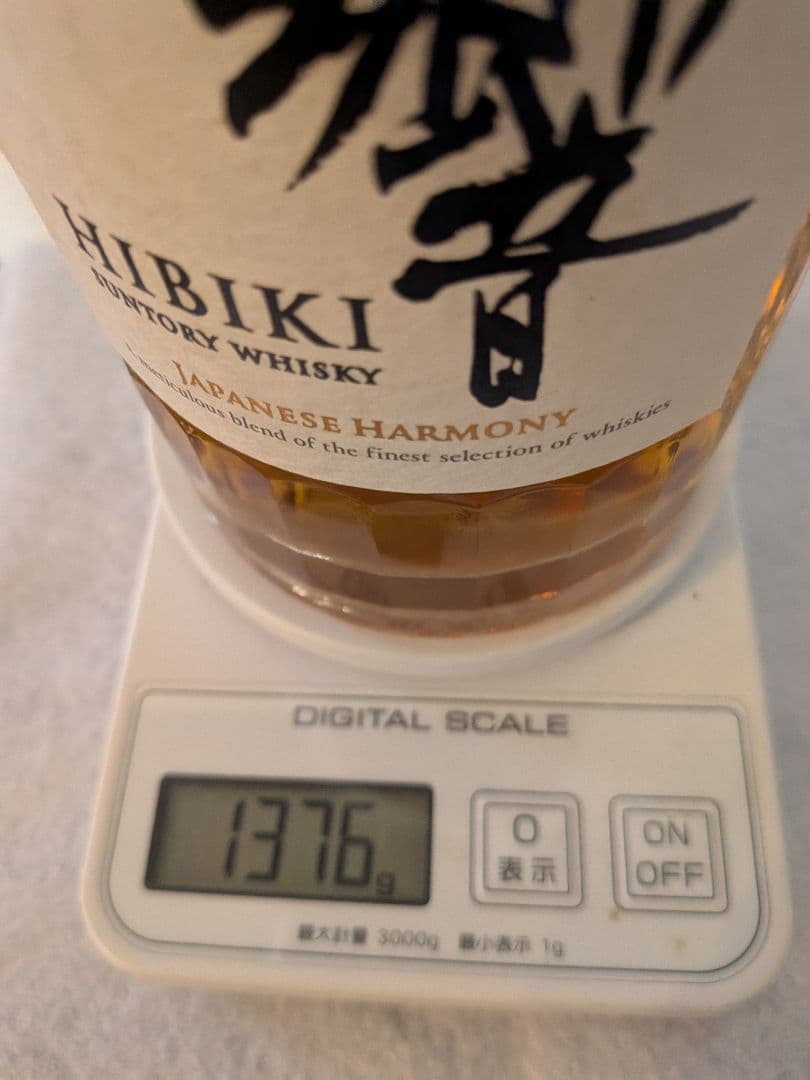 響
HIBIKI
SUNTORY WHISKY
JAPANESE HARMONY
A meticulous blend of the finest selection of whiskies
DIGITAL SCALE
1376g
0
表示
ON
OFF
最大計量 3000g 最小表示 1g